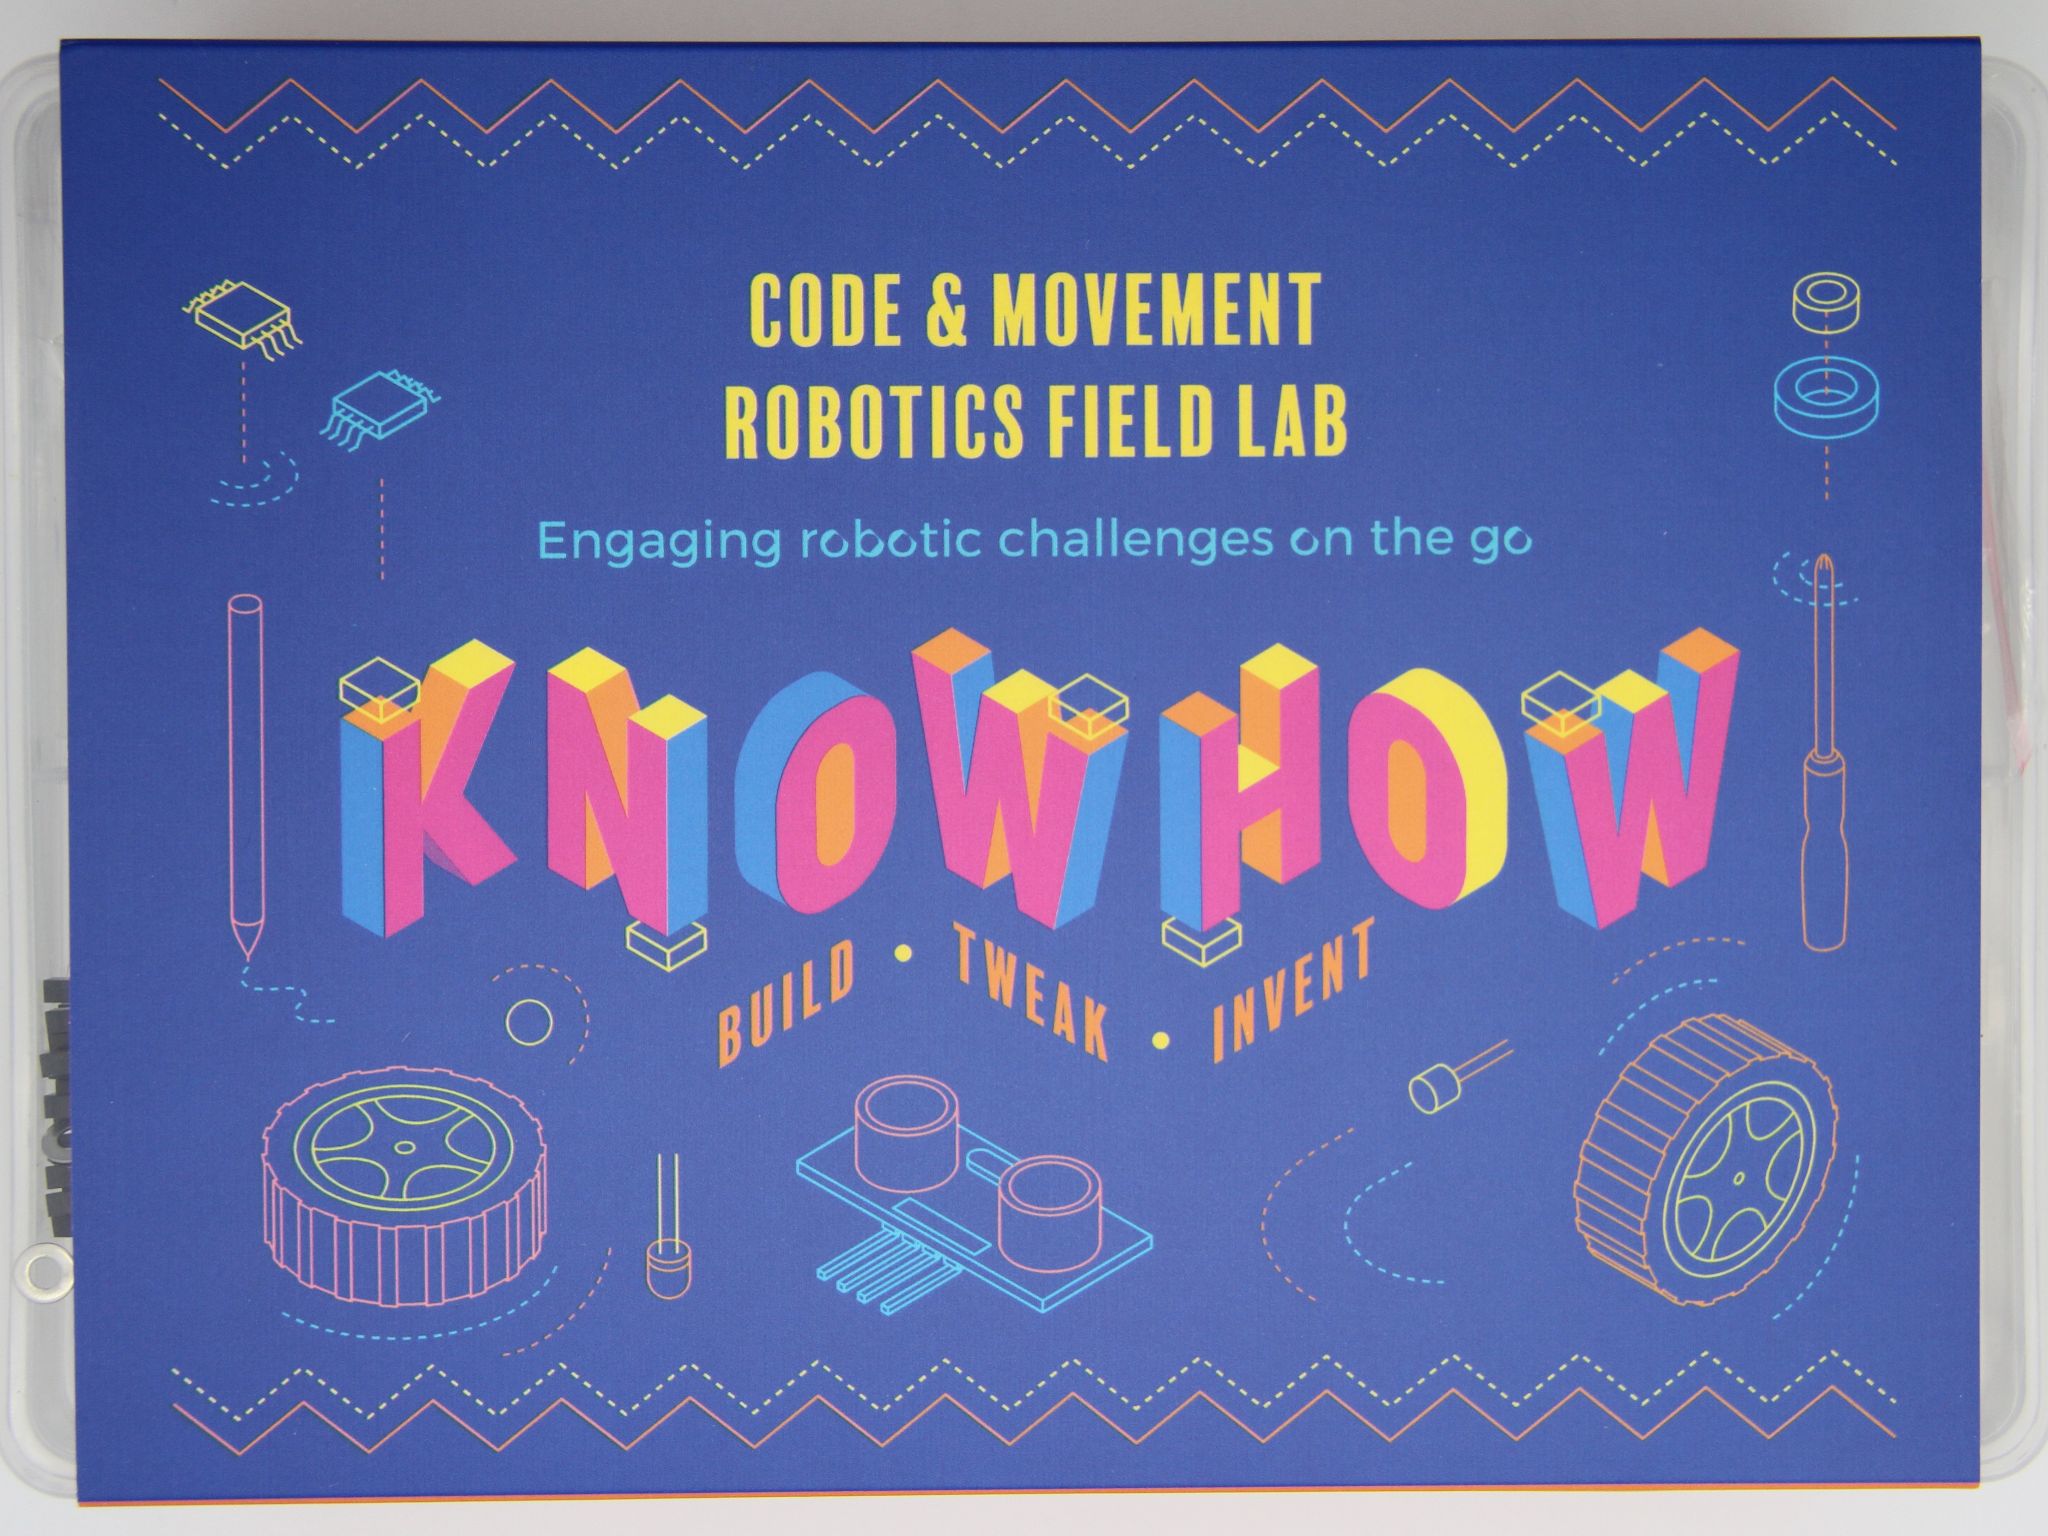 CODE & MOVEMENT
ROBOTICS FIELD LAB
Engaging robotic challenges on the go
KNOWHOW
BUILD • TWEAK • INVENT